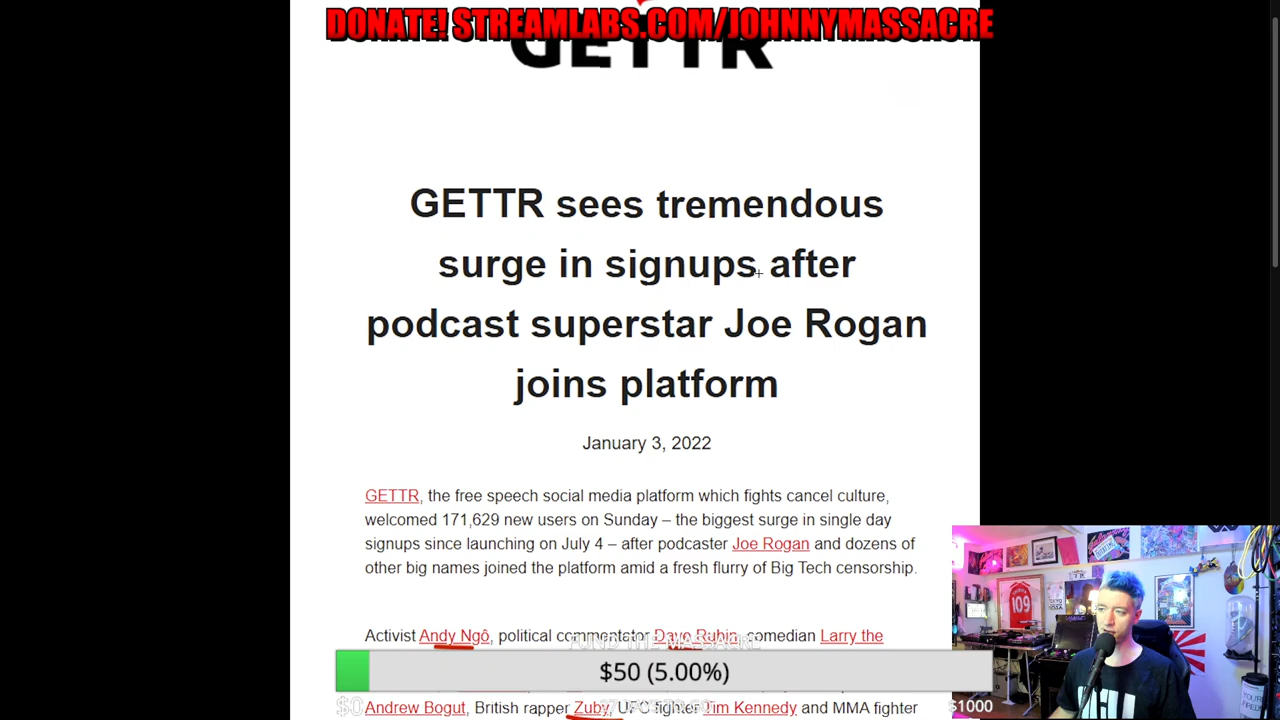 DONATE! STREAMLABS.COM/JOHNNYMASSACRE
GETTR
GETTR sees tremendous
surge in signups after
podcast superstar Joe Rogan
joins platform
January 3, 2022
GETTR, the free speech social media platform which fights cancel culture,
welcomed 171,629 new users on Sunday – the biggest surge in single day
signups since launching on July 4 – after podcaster Joe Rogan and dozens of
other big names joined the platform amid a fresh flurry of Big Tech censorship.
Activist Andy Ngô, political commentator Dave Rubin, comedian Larry the
FUND THE MASSACRE
$50 (5.00%)
Andrew Bogut, British rapper Zuby, UFC fighter Tim Kennedy and MMA fighter
$0
$1000
109